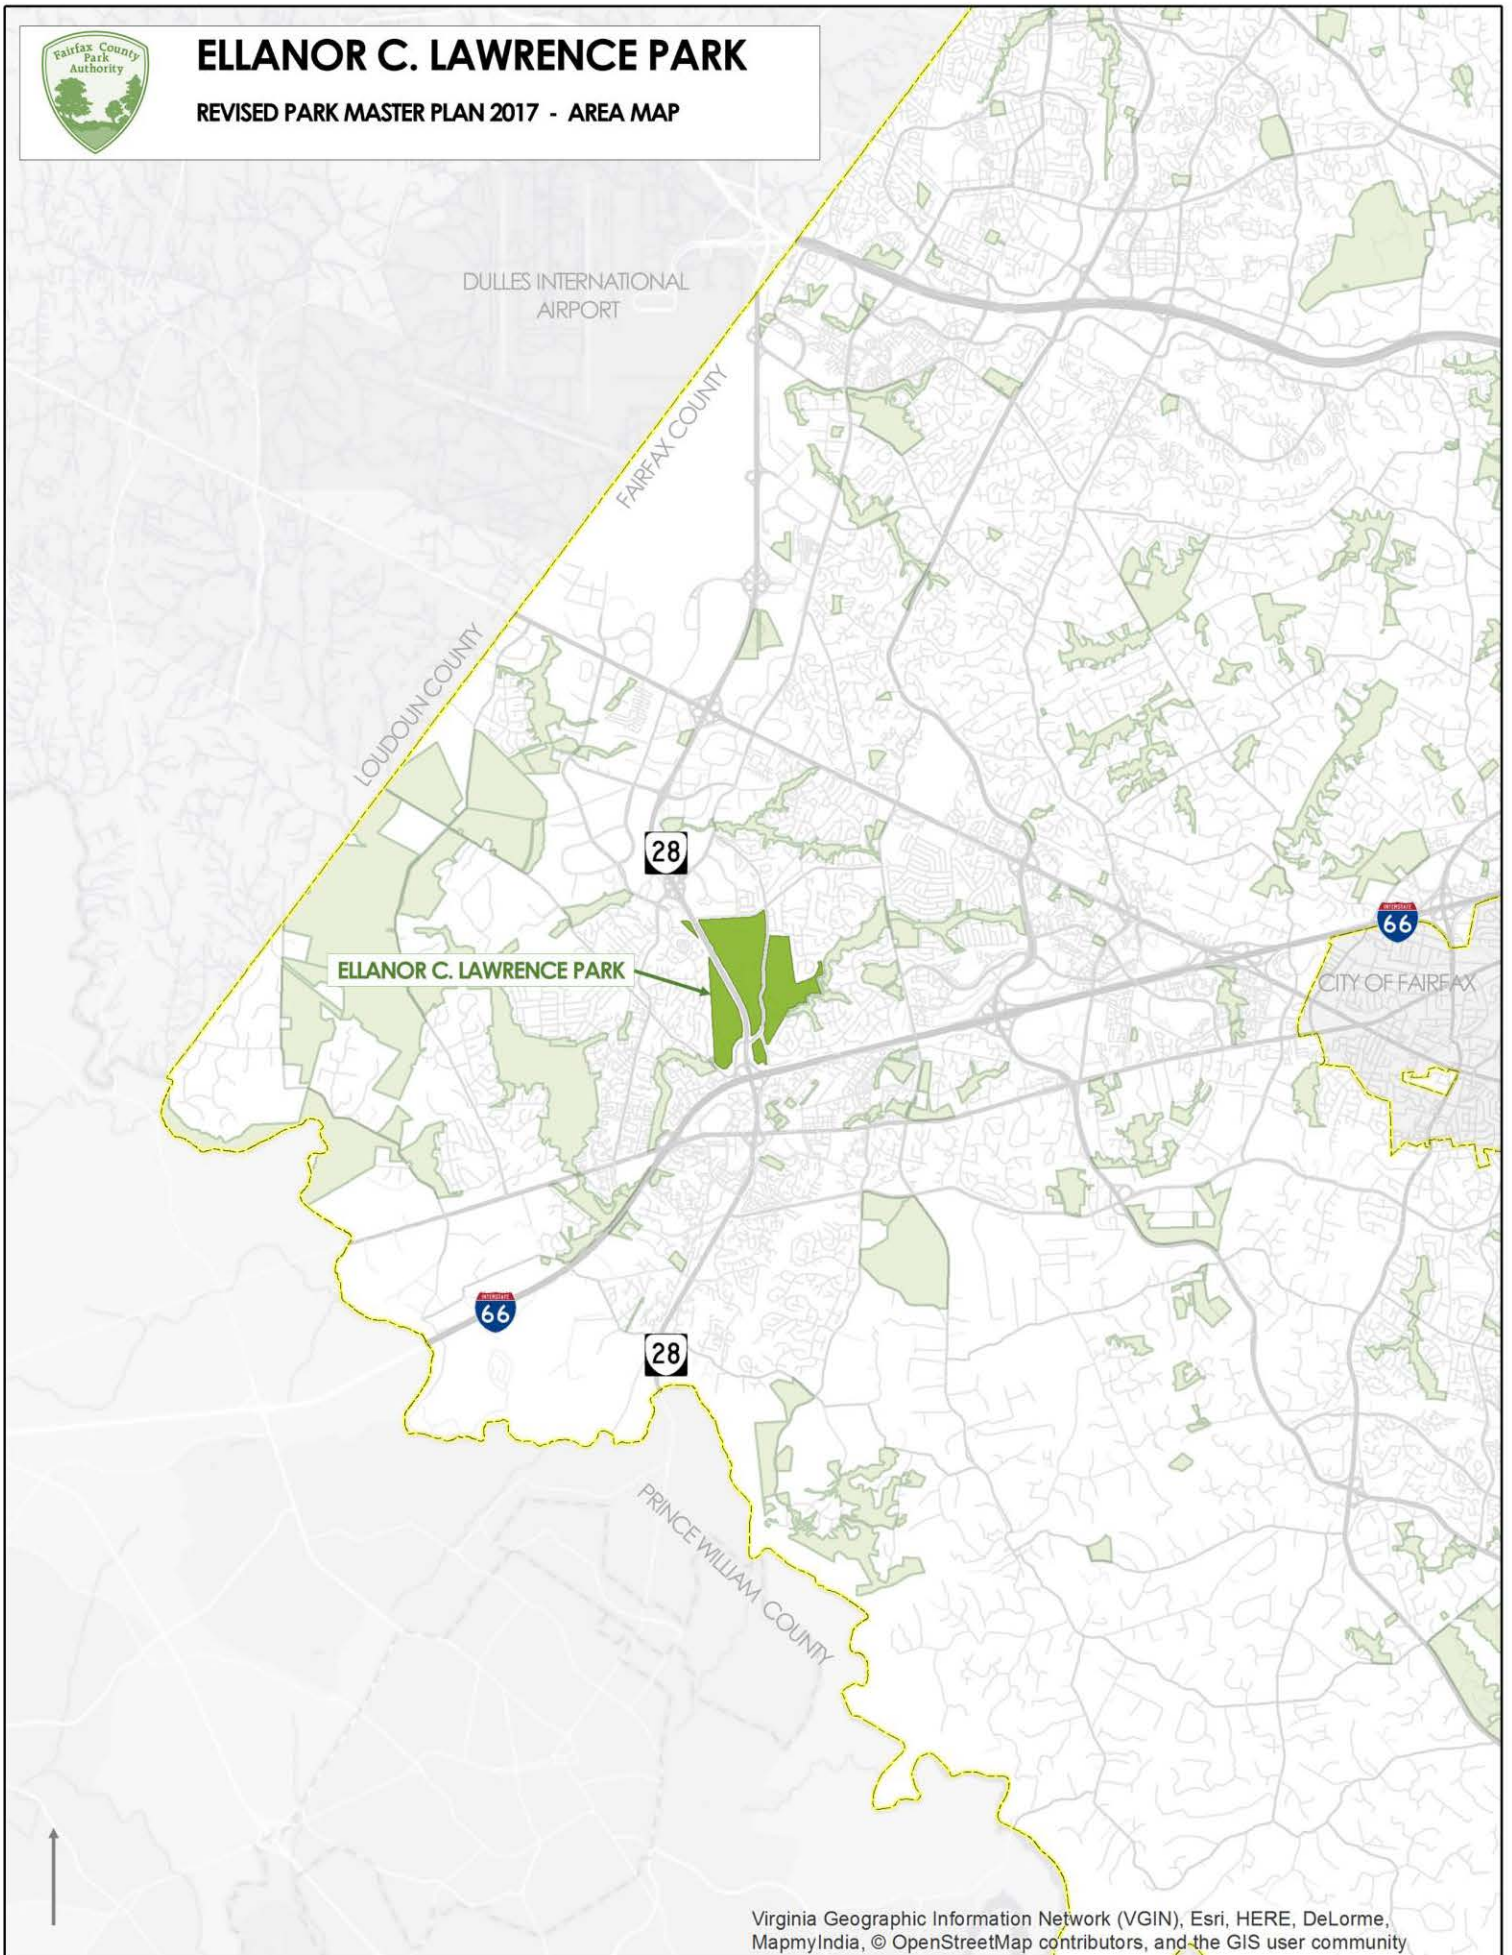 Fairfax County
Park
Authority
ELLANOR C. LAWRENCE PARK
REVISED PARK MASTER PLAN 2017 - AREA MAP
DULLES INTERNATIONAL
AIRPORT
FAIRFAX COUNTY
LOUDOUN COUNTY
28
INTERSTATE
66
ELLANOR C. LAWRENCE PARK
CITY OF FAIRFAX
INTERSTATE
66
28
PRINCE WILLIAM COUNTY
Virginia Geographic Information Network (VGIN), Esri, HERE, DeLorme,
MapmyIndia, © OpenStreetMap contributors, and the GIS user community